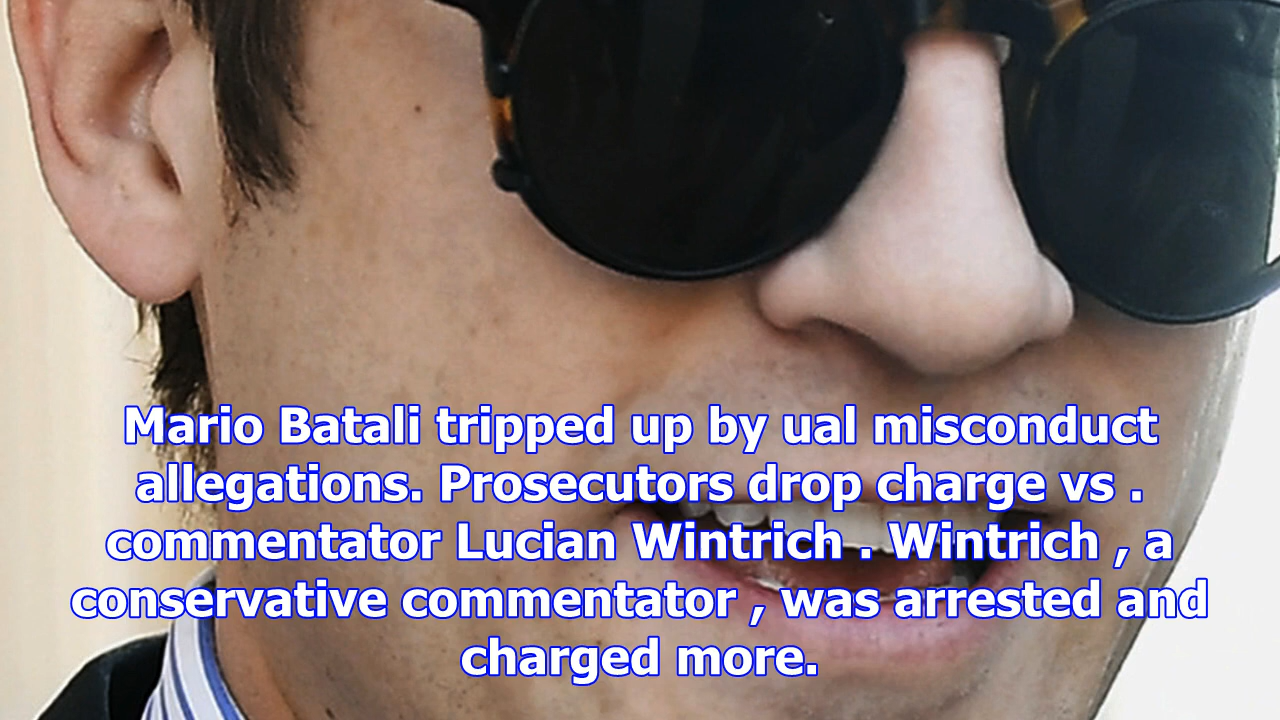 Mario Batali tripped up by ual misconduct
allegations. Prosecutors drop charge vs .
commentator Lucian Wintrich . Wintrich , a
conservative commentator , was arrested and
charged more.